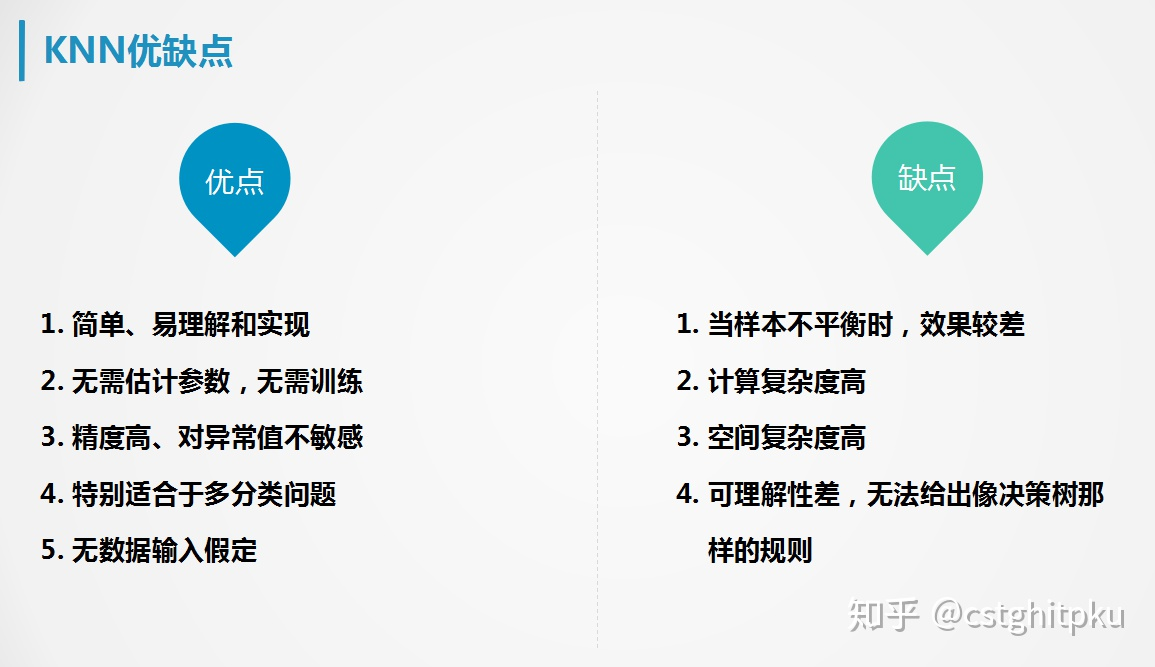 KNN优缺点
优点
1. 简单、易理解和实现
2. 无需估计参数，无需训练
3. 精度高、对异常值不敏感
4. 特别适合于多分类问题
5. 无数据输入假定
缺点
1. 当样本不平衡时，效果较差
2. 计算复杂度高
3. 空间复杂度高
4. 可理解性差，无法给出像决策树那
样的规则
知乎 @cstghitpku